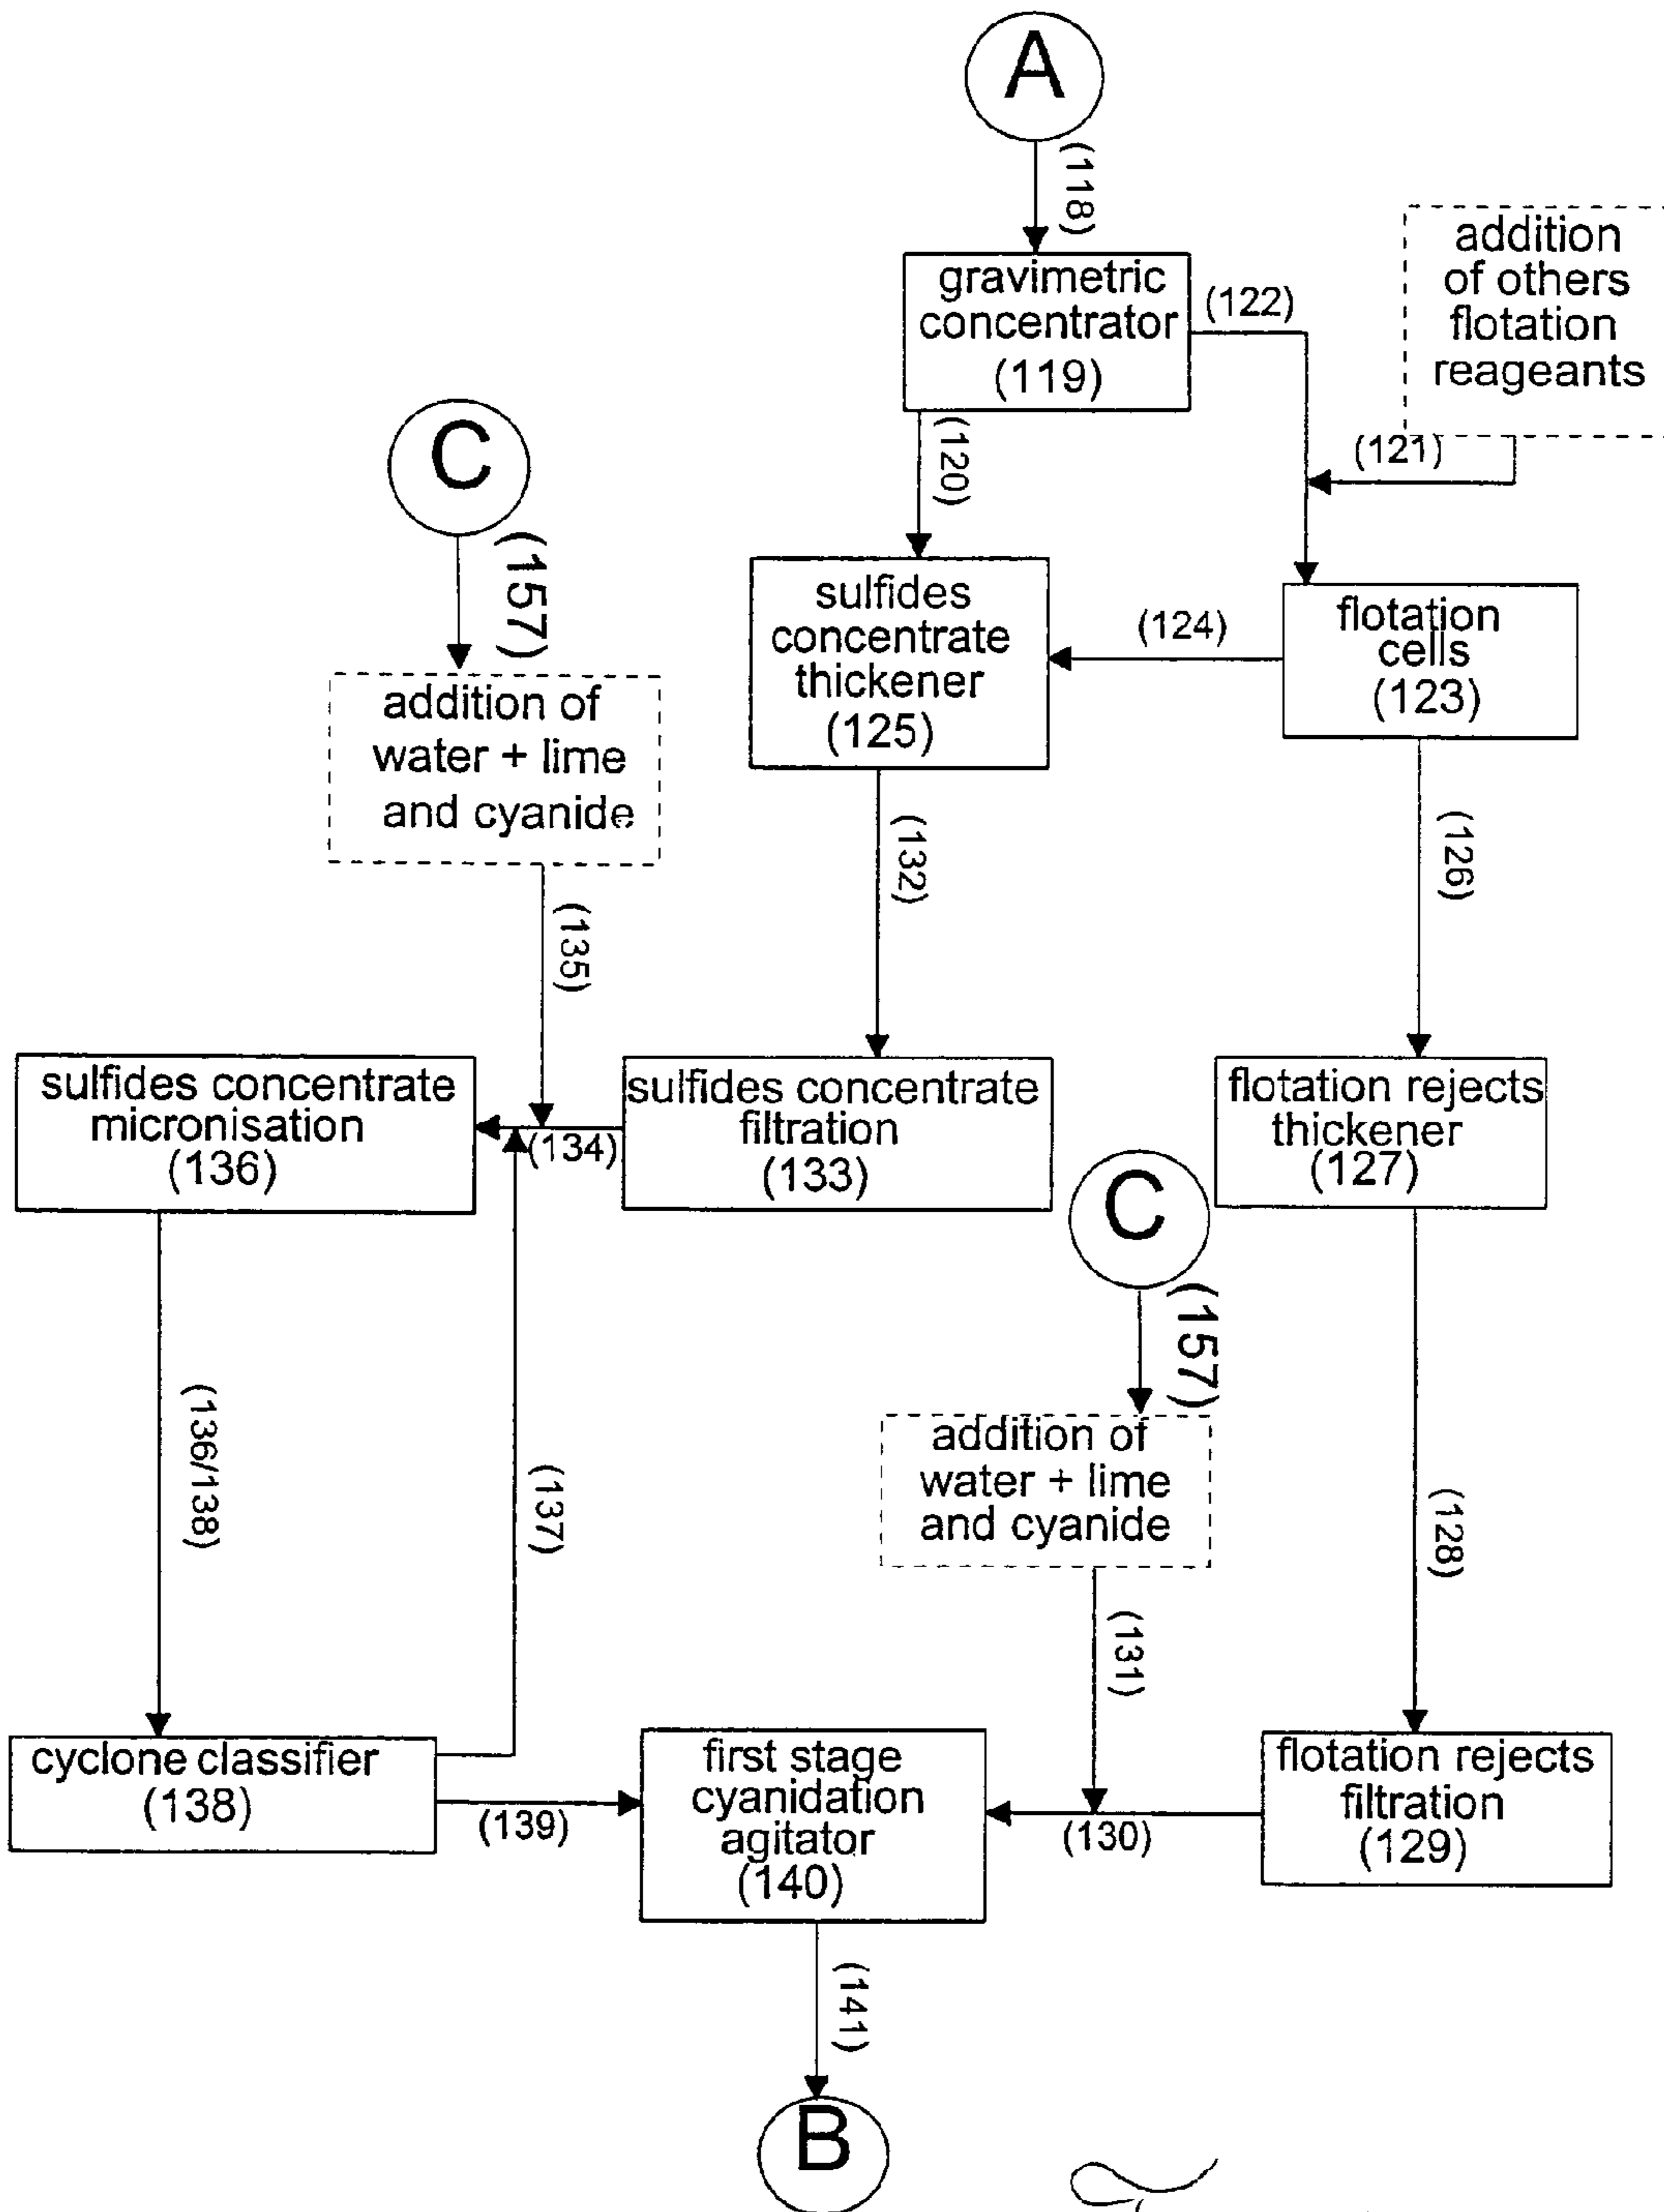 A
(118)
gravimetric
concentrator
(119)
(122)
addition
of others
flotation
reageants
(121)
(120)
C
(157)
addition of
water + lime
and cyanide
(135)
sulfides
concentrate
thickener
(125)
(124)
flotation
cells
(123)
(132)
(126)
sulfides concentrate
micronisation
(136)
(134)
sulfides concentrate
filtration
(133)
flotation rejects
thickener
(127)
C
(157)
addition of
water + lime
and cyanide
(131)
(136/138)
(137)
(128)
cyclone classifier
(138)
(139)
first stage
cyanidation
agitator
(140)
(130)
flotation rejects
filtration
(129)
(141)
B